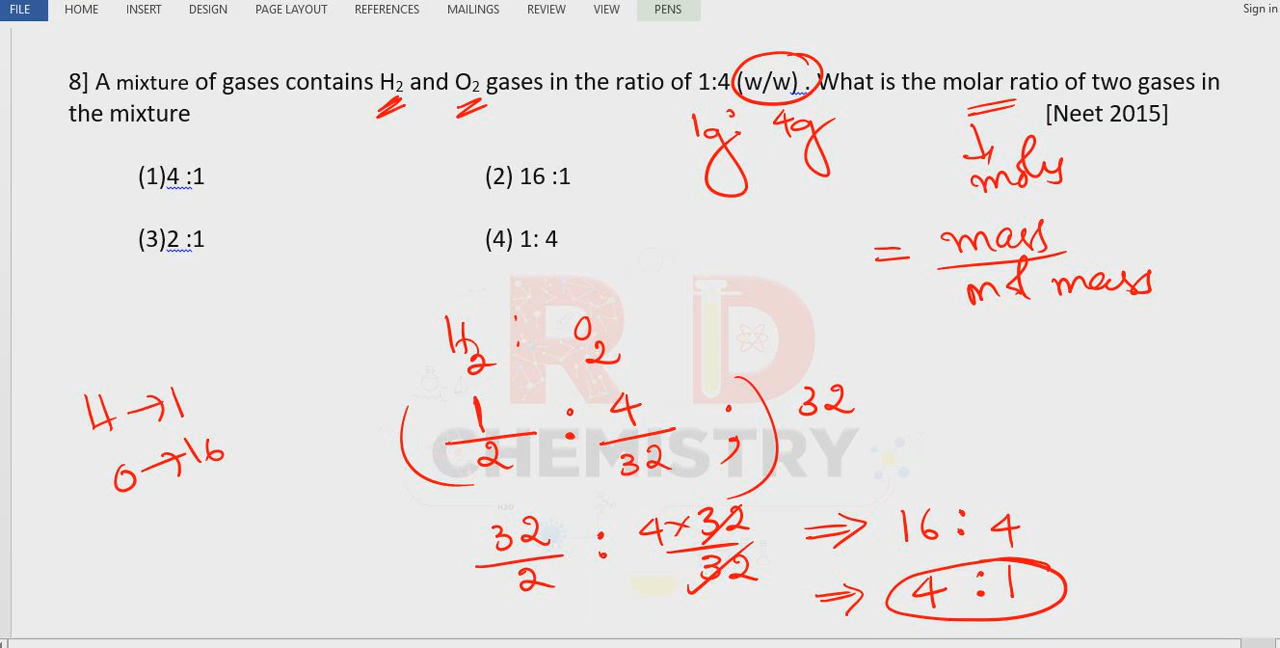 FILE HOME INSERT DESIGN PAGE LAYOUT REFERENCES MAILINGS REVIEW VIEW PENS Sign in
8] A mixture of gases contains H₂ and O₂ gases in the ratio of 1:4 (w/w) . What is the molar ratio of two gases in
the mixture [Neet 2015]
1g : 4g
moles
(1)4 :1 (2) 16 :1
(3)2 :1 (4) 1: 4
= mass / mol mass
H₂ : O₂
H → 1
O → 16
( 1/2 : 4/32 ; ) 32
R D
CHEMISTRY
32/2 : 4×32/32 ⇒ 16 : 4
⇒ 4 : 1